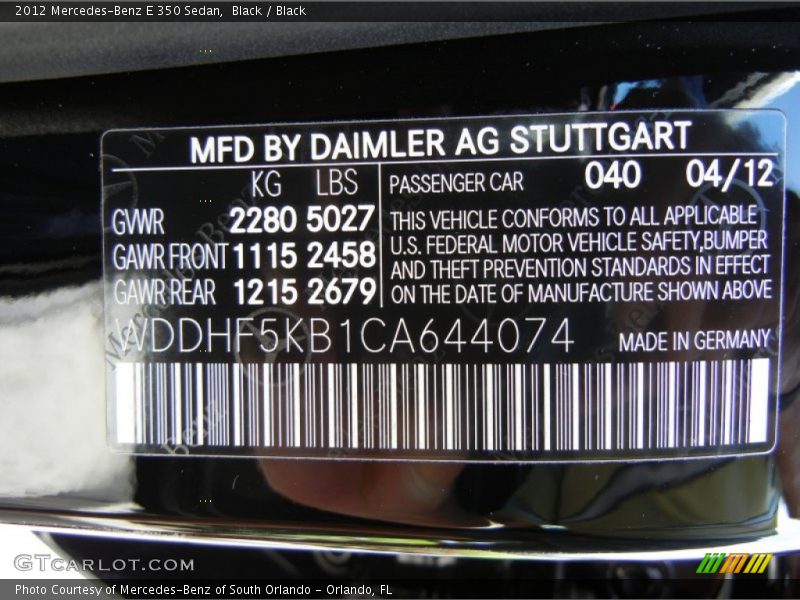 2012 Mercedes-Benz E 350 Sedan, Black / Black
MFD BY DAIMLER AG STUTTGART
KG LBS
GVWR 2280 5027
GAWR FRONT 1115 2458
GAWR REAR 1215 2679
PASSENGER CAR 040 04/12
THIS VEHICLE CONFORMS TO ALL APPLICABLE
U.S. FEDERAL MOTOR VEHICLE SAFETY,BUMPER
AND THEFT PREVENTION STANDARDS IN EFFECT
ON THE DATE OF MANUFACTURE SHOWN ABOVE
WDDHF5KB1CA644074 MADE IN GERMANY
GTCARLOT.COM
Photo Courtesy of Mercedes-Benz of South Orlando - Orlando, FL